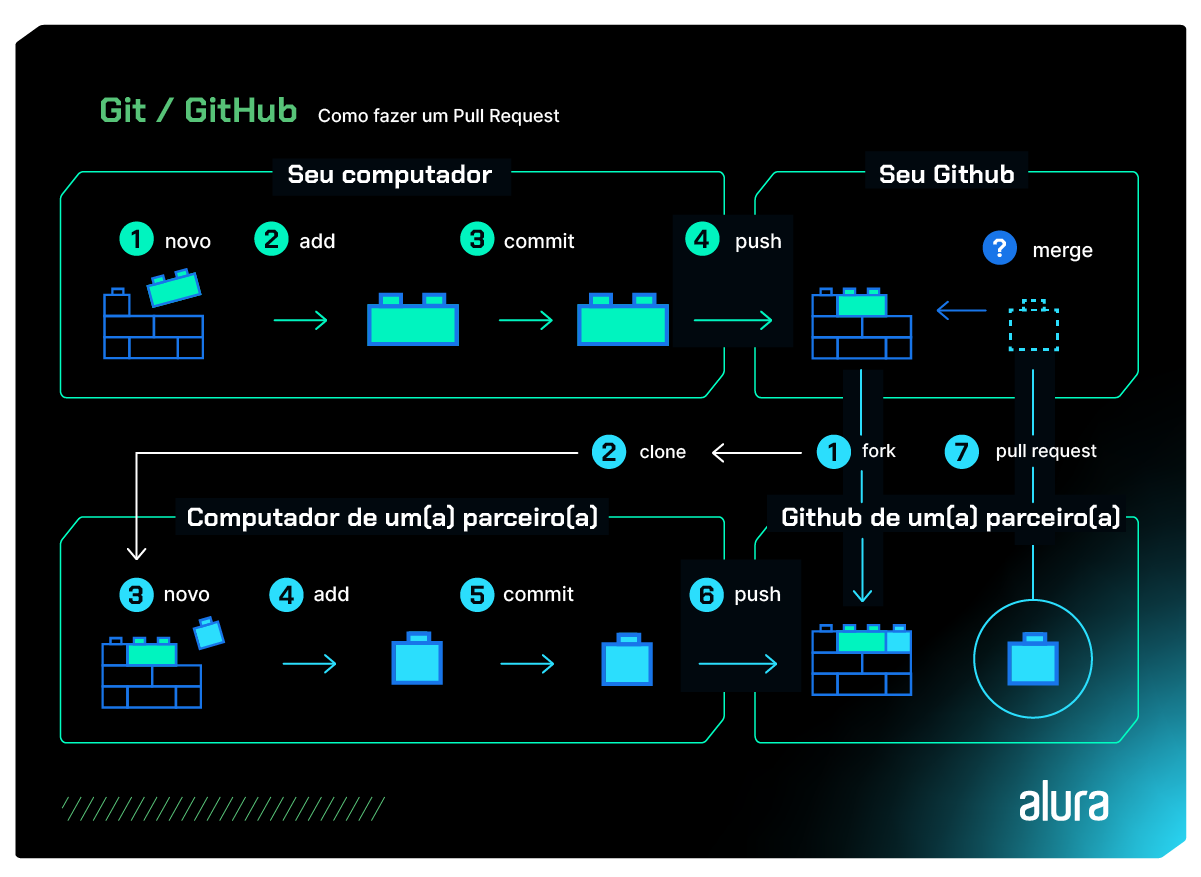 Git / GitHub Como fazer um Pull Request
Seu computador
Seu Github
1 novo
2 add
3 commit
4 push
? merge
2 clone
1 fork
7 pull request
Computador de um(a) parceiro(a)
Github de um(a) parceiro(a)
3 novo
4 add
5 commit
6 push
alura